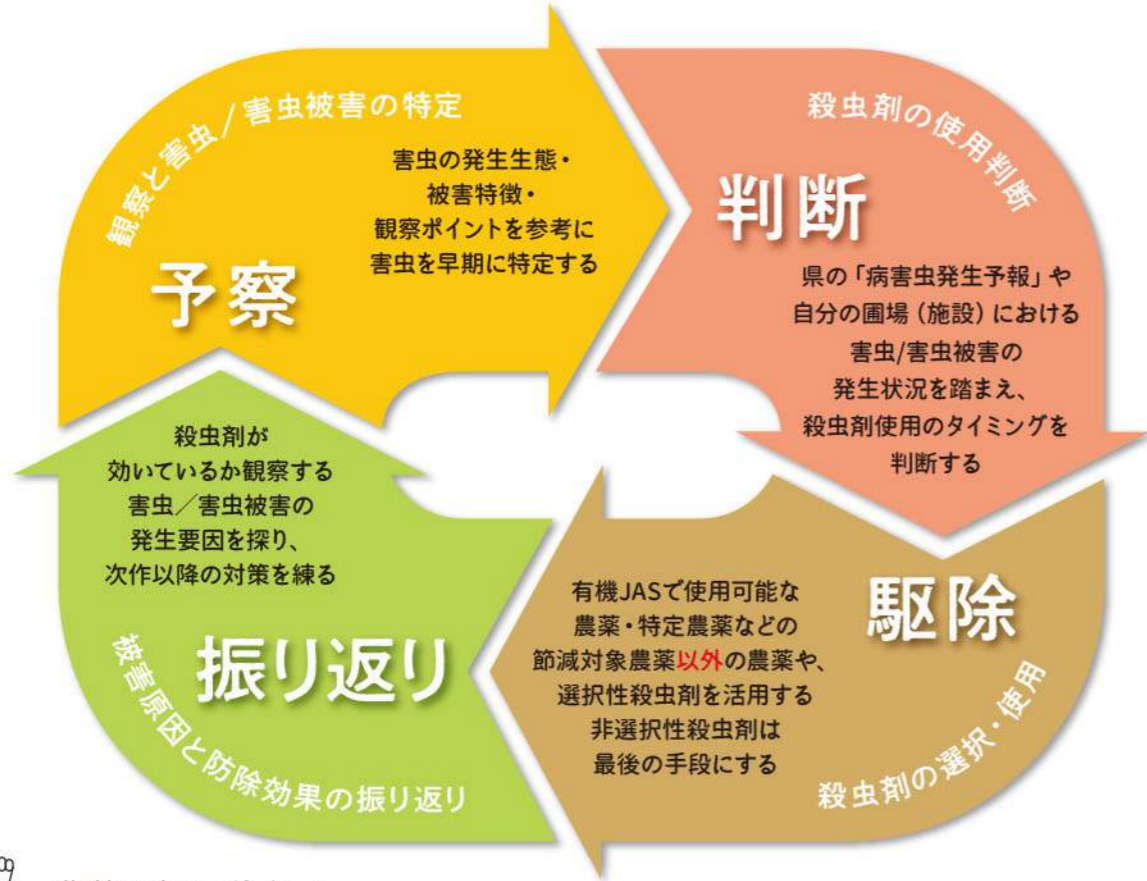 観察と害虫/害虫被害の特定
予察
害虫の発生生態・
被害特徴・
観察ポイントを参考に
害虫を早期に特定する
殺虫剤の使用判断
判断
県の「病害虫発生予報」や
自分の圃場（施設）における
害虫/害虫被害の
発生状況を踏まえ、
殺虫剤使用のタイミングを
判断する
駆除
有機JASで使用可能な
農薬・特定農薬などの
節減対象農薬以外の農薬や、
選択性殺虫剤を活用する
非選択性殺虫剤は
最後の手段にする
殺虫剤の選択・使用
殺虫剤が
効いているか観察する
害虫／害虫被害の
発生要因を探り、
次作以降の対策を練る
振り返り
被害原因と防除効果の振り返り